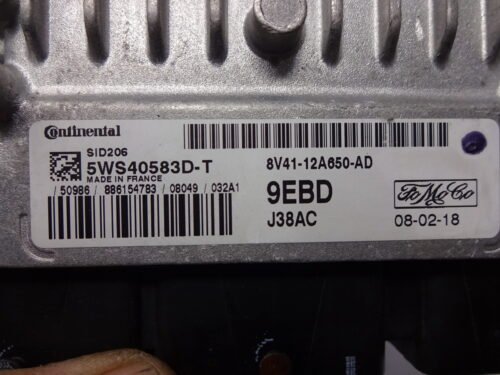 Continental
SID206
5WS40583D-T
MADE IN FRANCE
/ 50986 / 886154783 / 08049 / 032A1
8V41-12A650-AD
9EBD
J38AC
FoMoCo
08-02-18